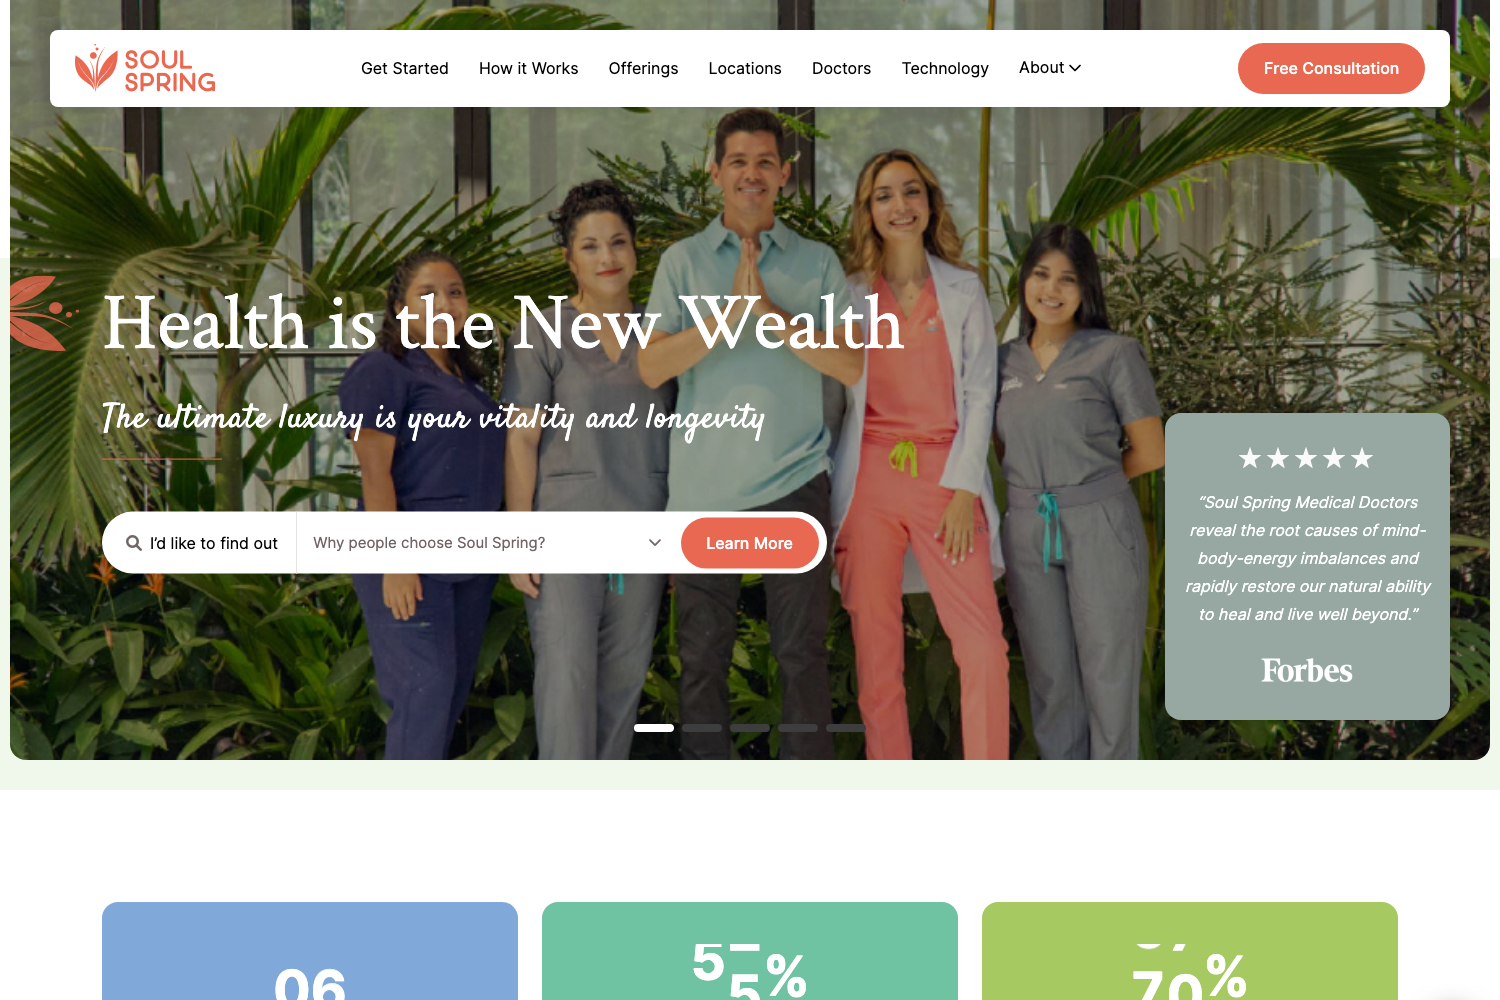 SOUL
SPRING
Get Started
How it Works
Offerings
Locations
Doctors
Technology
About
Free Consultation
Health is the New Wealth
The ultimate luxury is your vitality and longevity
I'd like to find out
Why people choose Soul Spring?
Learn More
“Soul Spring Medical Doctors
reveal the root causes of mind-
body-energy imbalances and
rapidly restore our natural ability
to heal and live well beyond.”
Forbes
06
%
%